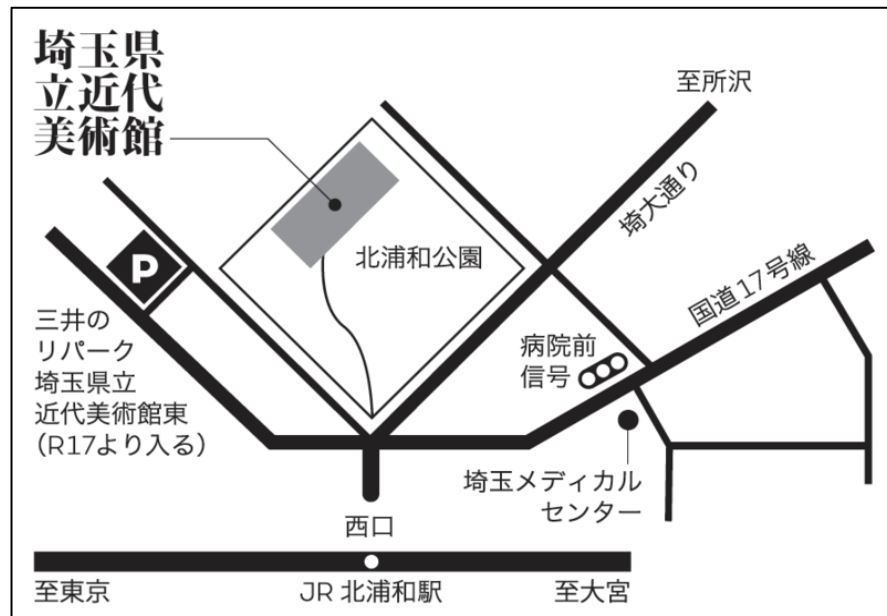 埼玉県
立近代
美術館
至所沢
埼大通り
北浦和公園
国道17号線
P
三井の
リパーク
埼玉県立
近代美術館東
（R17より入る）
病院前
信号
埼玉メディカル
センター
西口
至東京
JR 北浦和駅
至大宮